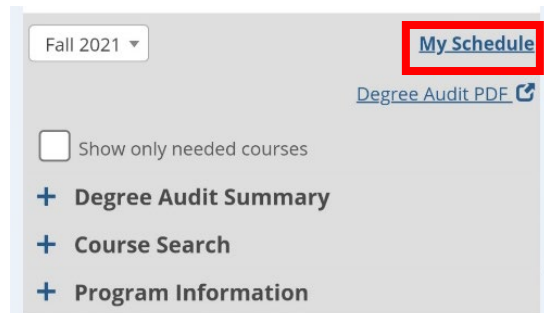 Fall 2021
My Schedule
Degree Audit PDF
Show only needed courses
+ Degree Audit Summary
+ Course Search
+ Program Information